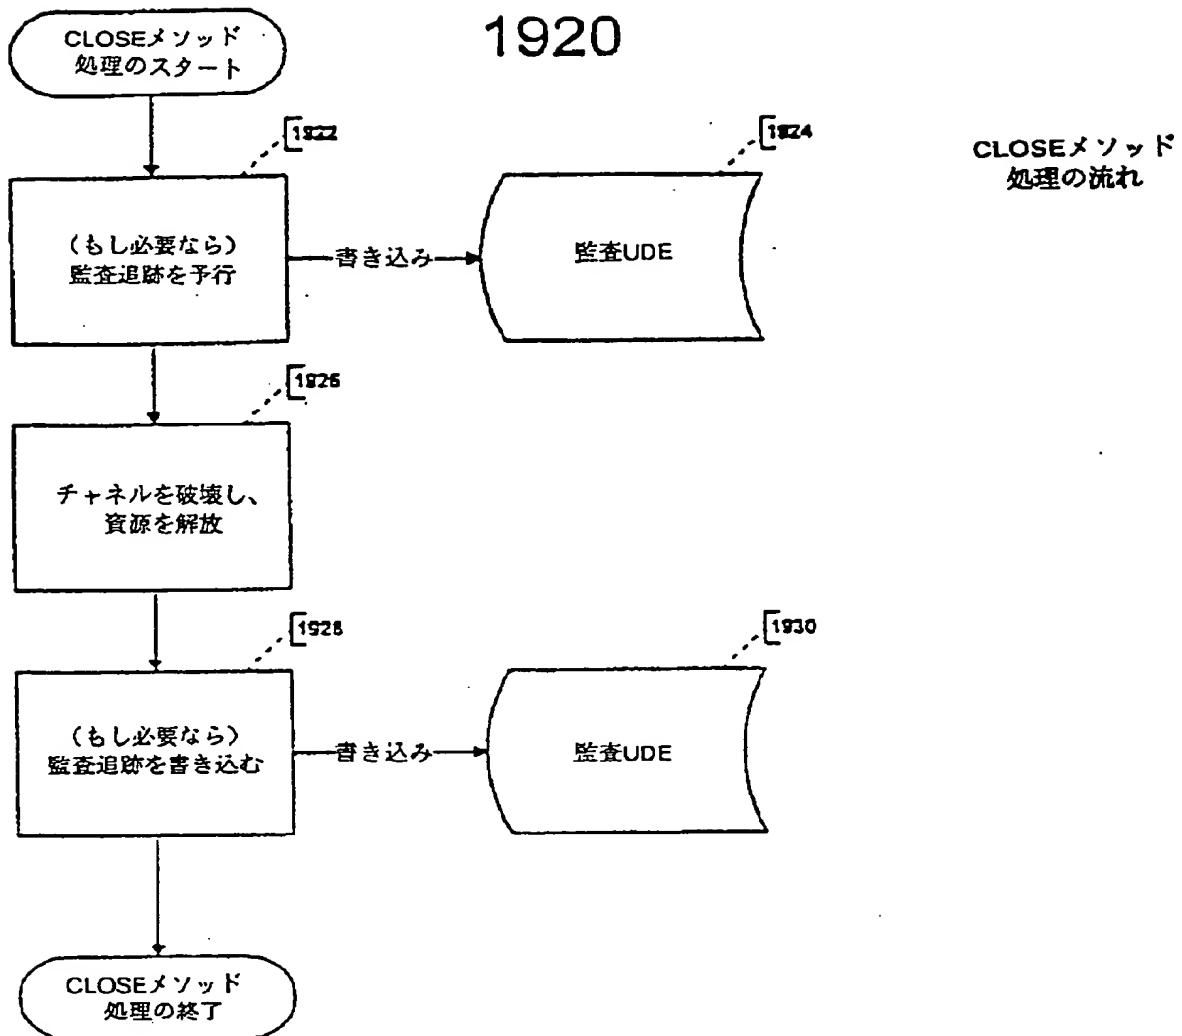 1920
CLOSEメソッド
処理の流れ
CLOSEメソッド
処理のスタート
1922
(もし必要なら)
監査追跡を予行
書き込み
1924
監査UDE
1926
チャネルを破壊し、
資源を解放
1928
(もし必要なら)
監査追跡を書き込む
書き込み
1930
監査UDE
CLOSEメソッド
処理の終了